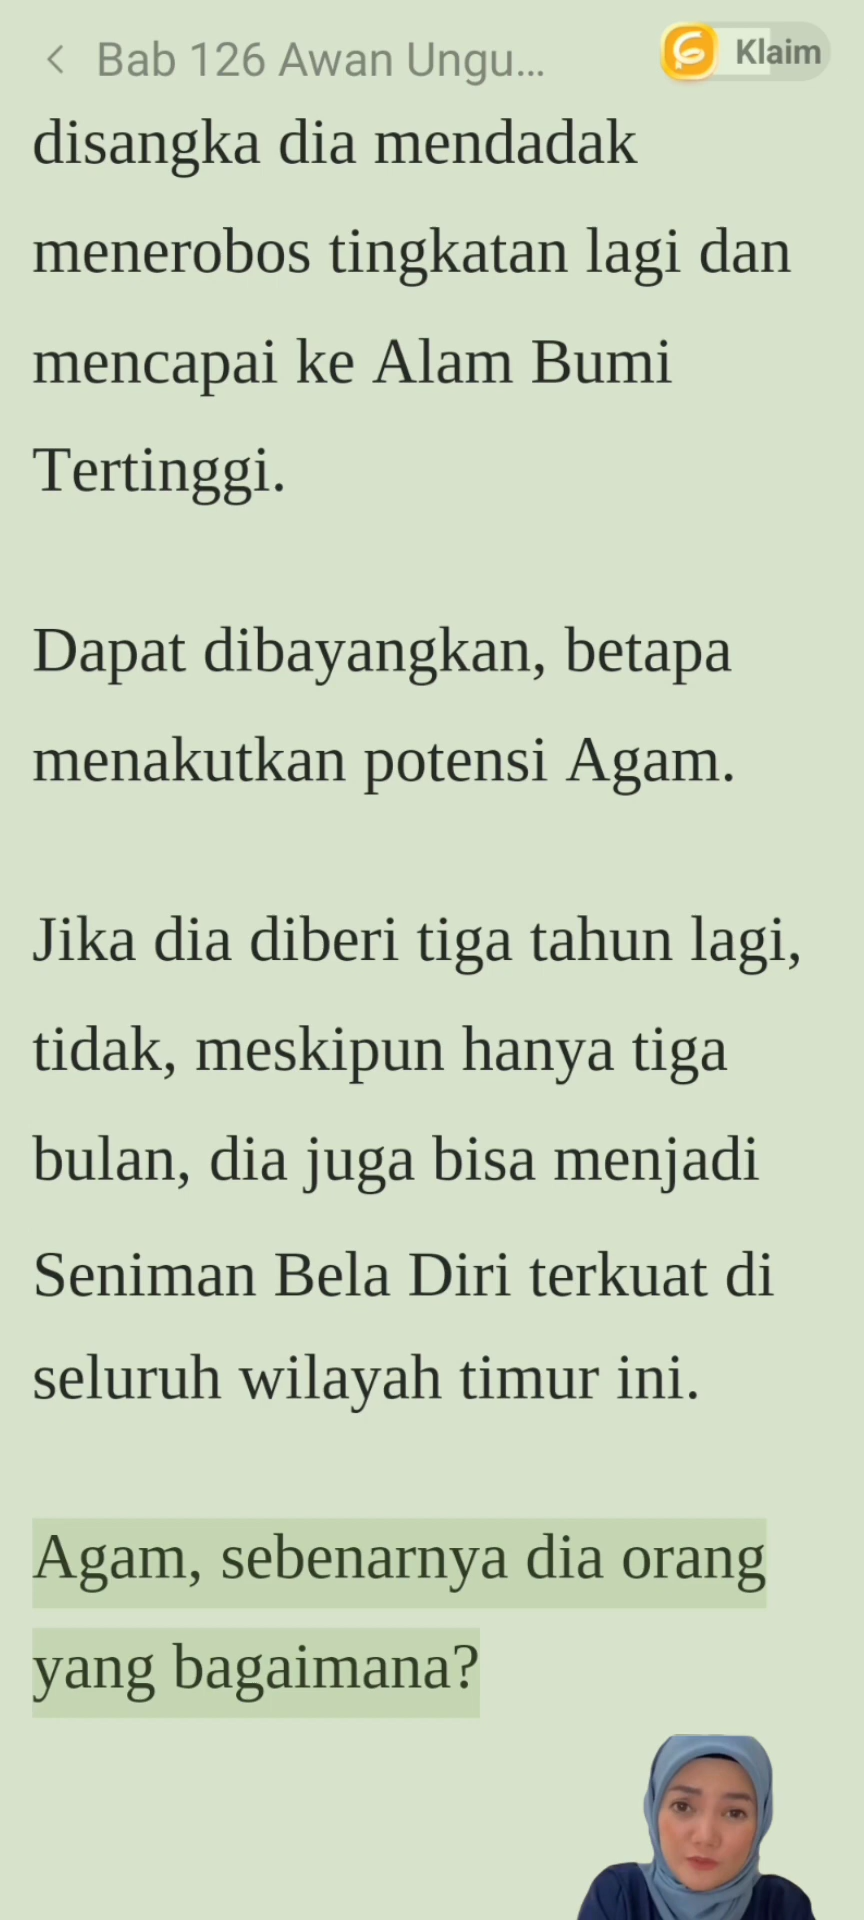 Bab 126 Awan Ungu...
Klaim
disangka dia mendadak
menerobos tingkatan lagi dan
mencapai ke Alam Bumi
Tertinggi.
Dapat dibayangkan, betapa
menakutkan potensi Agam.
Jika dia diberi tiga tahun lagi,
tidak, meskipun hanya tiga
bulan, dia juga bisa menjadi
Seniman Bela Diri terkuat di
seluruh wilayah timur ini.
Agam, sebenarnya dia orang
yang bagaimana?